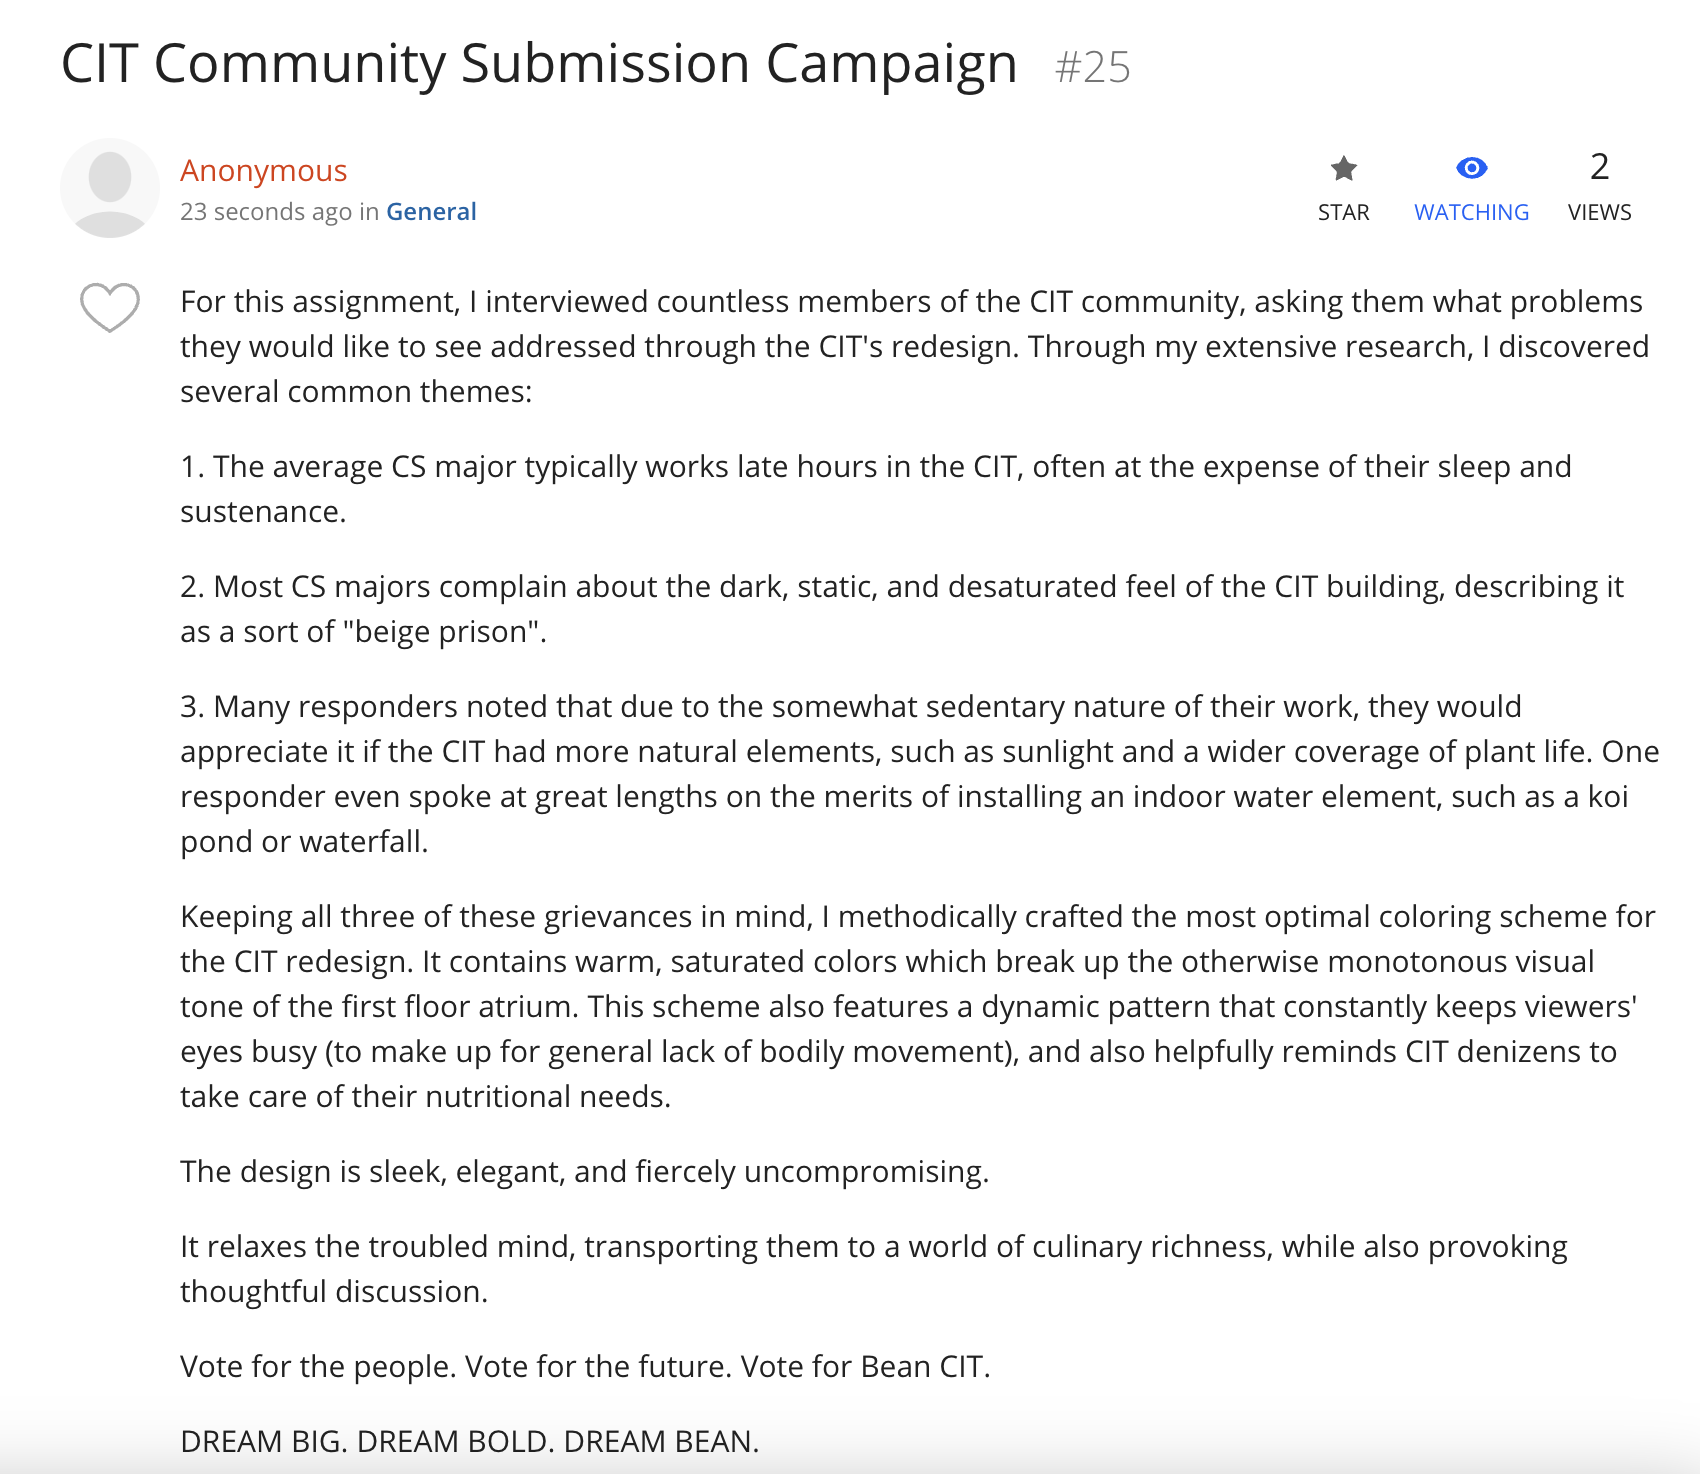 CIT Community Submission Campaign #25
Anonymous
23 seconds ago in General
STAR
WATCHING
2
VIEWS
For this assignment, I interviewed countless members of the CIT community, asking them what problems
they would like to see addressed through the CIT's redesign. Through my extensive research, I discovered
several common themes:
1. The average CS major typically works late hours in the CIT, often at the expense of their sleep and
sustenance.
2. Most CS majors complain about the dark, static, and desaturated feel of the CIT building, describing it
as a sort of "beige prison".
3. Many responders noted that due to the somewhat sedentary nature of their work, they would
appreciate it if the CIT had more natural elements, such as sunlight and a wider coverage of plant life. One
responder even spoke at great lengths on the merits of installing an indoor water element, such as a koi
pond or waterfall.
Keeping all three of these grievances in mind, I methodically crafted the most optimal coloring scheme for
the CIT redesign. It contains warm, saturated colors which break up the otherwise monotonous visual
tone of the first floor atrium. This scheme also features a dynamic pattern that constantly keeps viewers'
eyes busy (to make up for general lack of bodily movement), and also helpfully reminds CIT denizens to
take care of their nutritional needs.
The design is sleek, elegant, and fiercely uncompromising.
It relaxes the troubled mind, transporting them to a world of culinary richness, while also provoking
thoughtful discussion.
Vote for the people. Vote for the future. Vote for Bean CIT.
DREAM BIG. DREAM BOLD. DREAM BEAN.